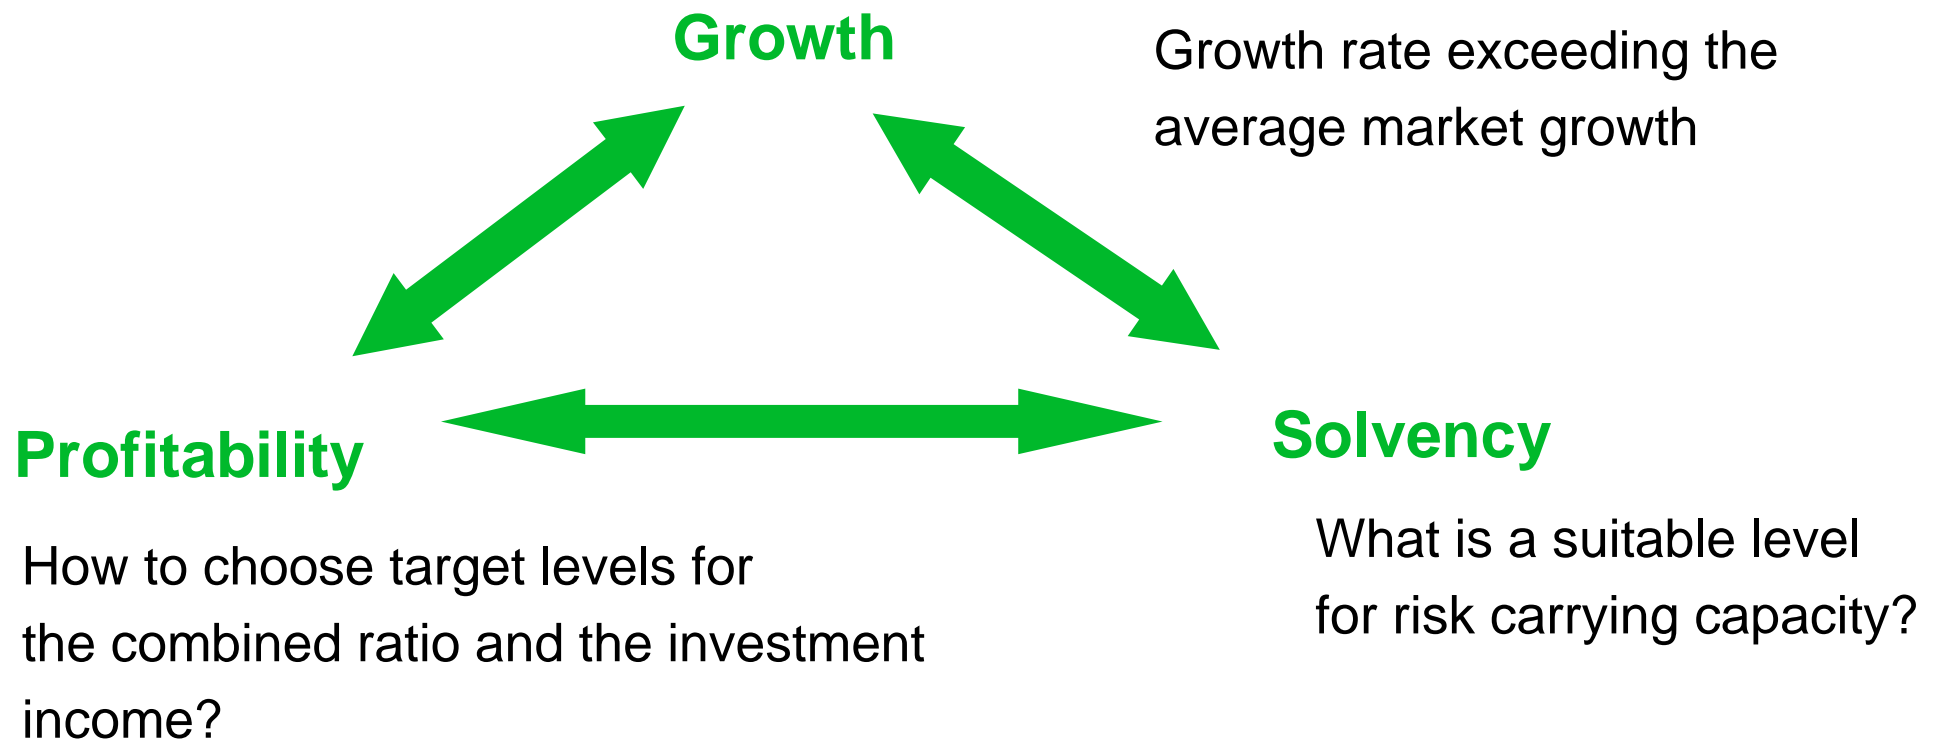 Growth
Growth rate exceeding the
average market growth
Profitability
How to choose target levels for
the combined ratio and the investment
income?
Solvency
What is a suitable level
for risk carrying capacity?